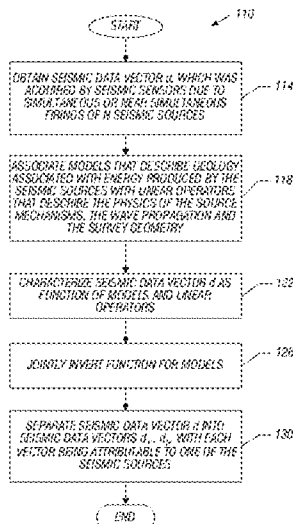 110
START
OBTAIN SEISMIC DATA VECTOR d, WHICH WAS
ACQUIRED BY SEISMIC SENSORS DUE TO
SIMULTANEOUS OR NEAR SIMULTANEOUS
FIRINGS OF N SEISMIC SOURCES
114
ASSOCIATE MODELS THAT DESCRIBE GEOLOGY
ASSOCIATED WITH ENERGY PRODUCED BY THE
SEISMIC SOURCES WITH LINEAR OPERATORS
THAT DESCRIBE THE PHYSICS OF THE SOURCE
MECHANISMS, THE WAVE PROPAGATION AND
THE SURVEY GEOMETRY
118
CHARACTERIZE SEISMIC DATA VECTOR d AS
FUNCTION OF MODELS AND LINEAR
OPERATORS
122
JOINTLY INVERT FUNCTION FOR MODELS
126
SEPARATE SEISMIC DATA VECTOR d INTO
SEISMIC DATA VECTORS d₁...dₙ, WITH EACH
VECTOR BEING ATTRIBUTABLE TO ONE OF THE
SEISMIC SOURCES
130
END